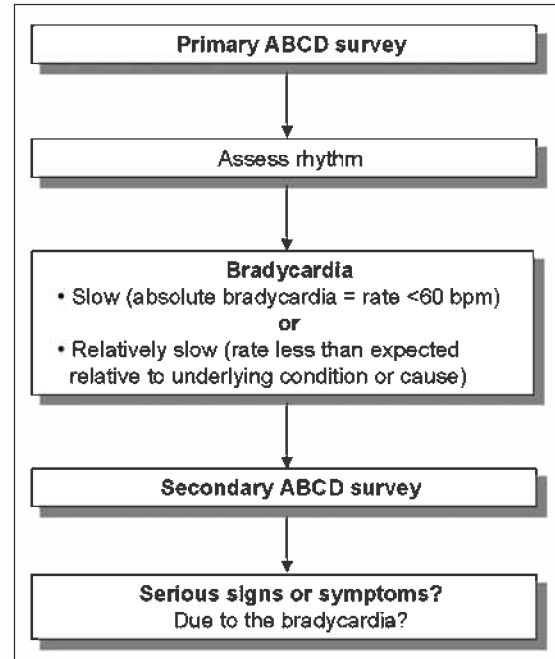 Primary ABCD survey
Assess rhythm
Bradycardia
• Slow (absolute bradycardia = rate <60 bpm)
or
• Relatively slow (rate less than expected
relative to underlying condition or cause)
Secondary ABCD survey
Serious signs or symptoms?
Due to the bradycardia?